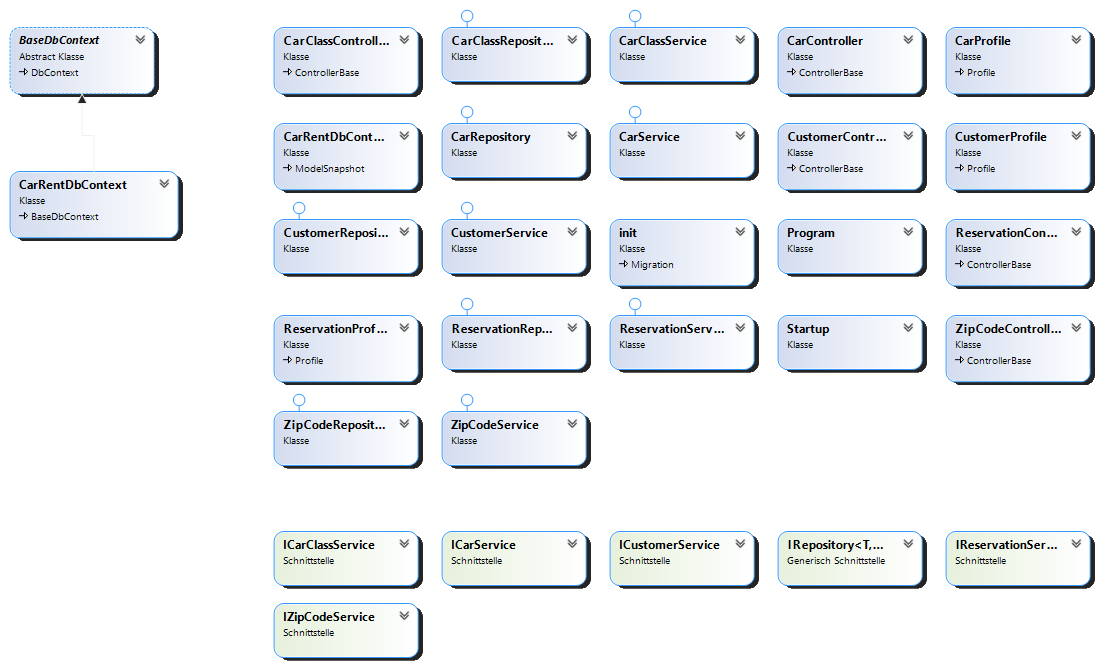 BaseDbContext
Abstract Klasse
DbContext
CarRentDbContext
Klasse
BaseDbContext
CarClassControll...
Klasse
ControllerBase
CarClassReposit...
Klasse
CarClassService
Klasse
CarController
Klasse
ControllerBase
CarProfile
Klasse
Profile
CarRentDbCont...
Klasse
ModelSnapshot
CarRepository
Klasse
CarService
Klasse
CustomerContr...
Klasse
ControllerBase
CustomerProfile
Klasse
Profile
CustomerReposi...
Klasse
CustomerService
Klasse
init
Klasse
Migration
Program
Klasse
ReservationCon...
Klasse
ControllerBase
ReservationProf...
Klasse
Profile
ReservationRep...
Klasse
ReservationServ...
Klasse
Startup
Klasse
ZipCodeControll...
Klasse
ControllerBase
ZipCodeReposit...
Klasse
ZipCodeService
Klasse
ICarClassService
Schnittstelle
ICarService
Schnittstelle
ICustomerService
Schnittstelle
IRepository<T,...
Generisch Schnittstelle
IReservationSer...
Schnittstelle
IZipCodeService
Schnittstelle